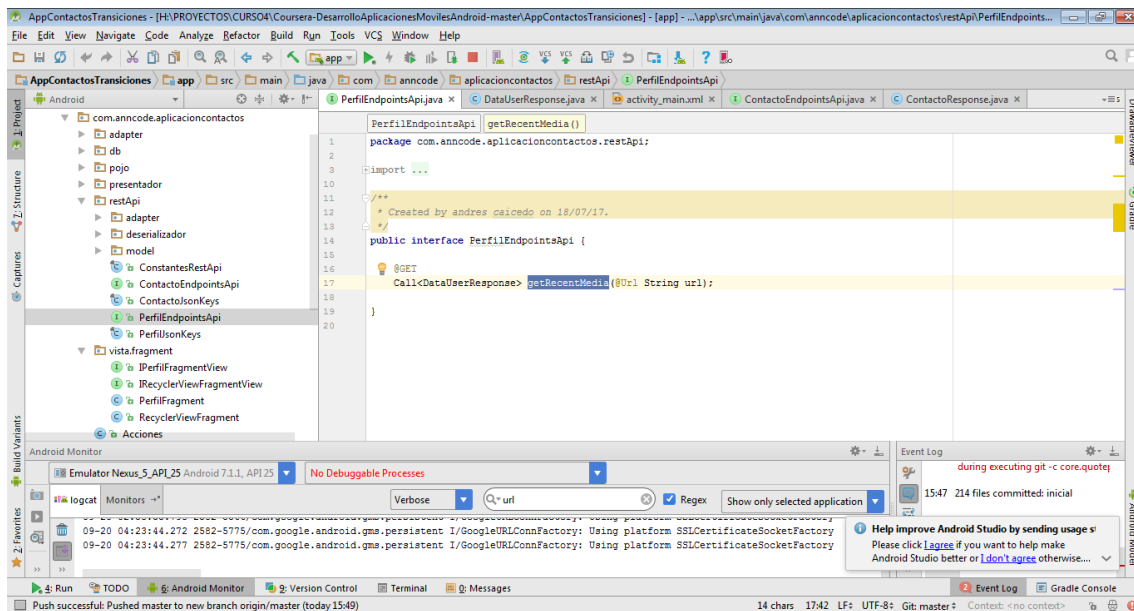 AppContactosTransiciones - [H:\PROYECTOS\CURSO4\Coursera-DesarrolloAplicacionesMovilesAndroid-master\AppContactosTransiciones] - [app] - ...\app\src\main\java\com\anncode\aplicacioncontactos\restApi\PerfilEndpoints...
File Edit View Navigate Code Analyze Refactor Build Run Tools VCS Window Help
app
AppContactosTransiciones app src main java com anncode aplicacioncontactos restApi PerfilEndpointsApi
Android
PerfilEndpointsApi.java × DataUserResponse.java × activity_main.xml × ContactoEndpointsApi.java × ContactoResponse.java ×
1: Project
7: Structure
Captures
Build Variants
2: Favorites
Gradle
com.anncode.aplicacioncontactos
adapter
db
pojo
presentador
restApi
adapter
deserializador
model
ConstantesRestApi
ContactoEndpointsApi
ContactoJsonKeys
PerfilEndpointsApi
PerfilJsonKeys
vista.fragment
IPerfilFragmentView
IRecyclerViewFragmentView
PerfilFragment
RecyclerViewFragment
Acciones
PerfilEndpointsApi getRecentMedia()
1 package com.anncode.aplicacioncontactos.restApi;
2
3 import ...
10
11 /**
12 * Created by andres caicedo on 18/07/17.
13 */
14 public interface PerfilEndpointsApi {
15
16 @GET
17 Call<DataUserResponse> getRecentMedia(@Url String url);
18
19 }
20
Android Monitor
Emulator Nexus_5_API_25 Android 7.1.1, API 25 No Debuggable Processes
logcat Monitors Verbose url Regex Show only selected application
09-20 04:23:44.277 2582-5775/com.google.android.gms.persistent I/GoogleURLConnFactory: Using platform SSLCertificateSocketFactory
09-20 04:23:44.277 2582-5775/com.google.android.gms.persistent I/GoogleURLConnFactory: Using platform SSLCertificateSocketFactory
Event Log
during executing git -c core.quotep
15:47 214 files committed: inicial
Help improve Android Studio by sending usage st
Please click I agree if you want to help make
Android Studio better or I don't agree otherwise....
4: Run TODO 6: Android Monitor 9: Version Control Terminal 0: Messages 2 Event Log Gradle Console
Push successful: Pushed master to new branch origin/master (today 15:49) 14 chars 17:42 LF÷ UTF-8÷ Git: master÷ Context: <no context>